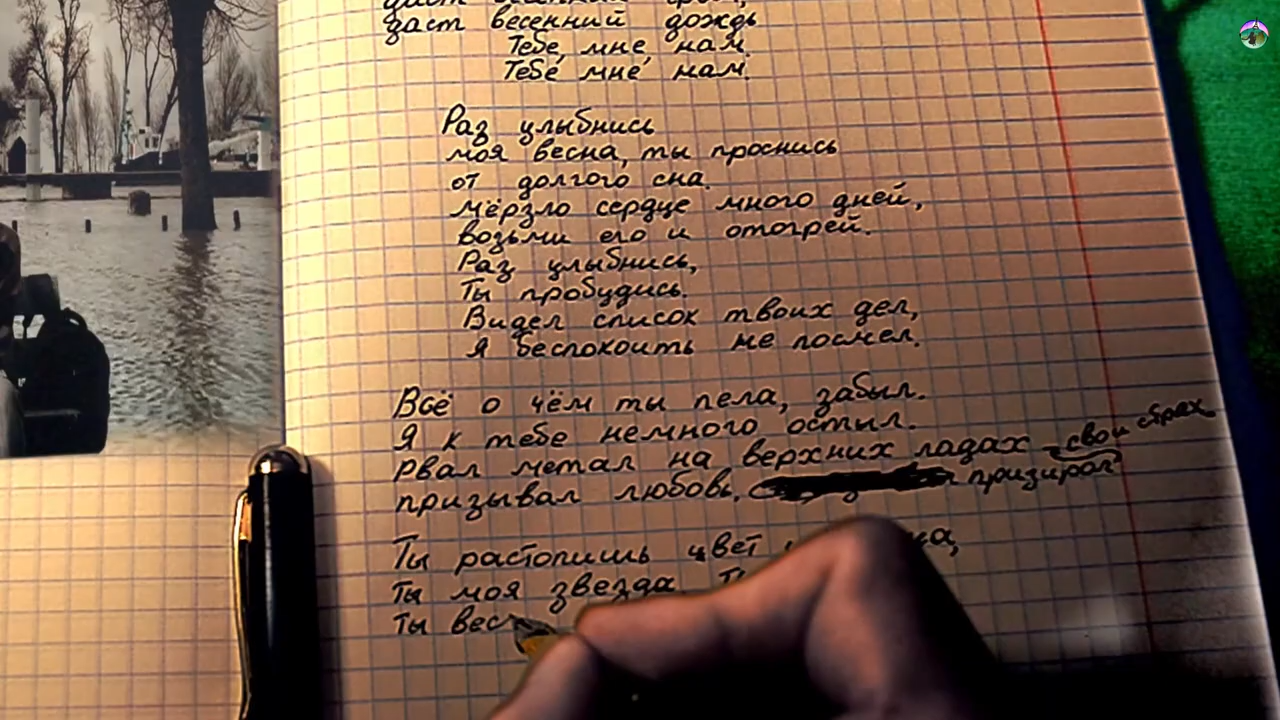 даст весенний дождь
Тебе, мне, нам.
Тебе, мне, нам.
Раз улыбнись
моя весна, ты проснись
от долгого сна.
Мёрзло сердце много дней,
возьми его и отогрей.
Раз улыбнись,
Ты пробудись.
Видел список твоих дел,
Я беспокоить не посмел.
Всё о чём ты пела, забыл.
Я к тебе немного остыл.
рвал метал на верхних ладах свой страх
призывал любовь, призирал
Ты растопишь цвет
ты моя звезда.
Ты вес